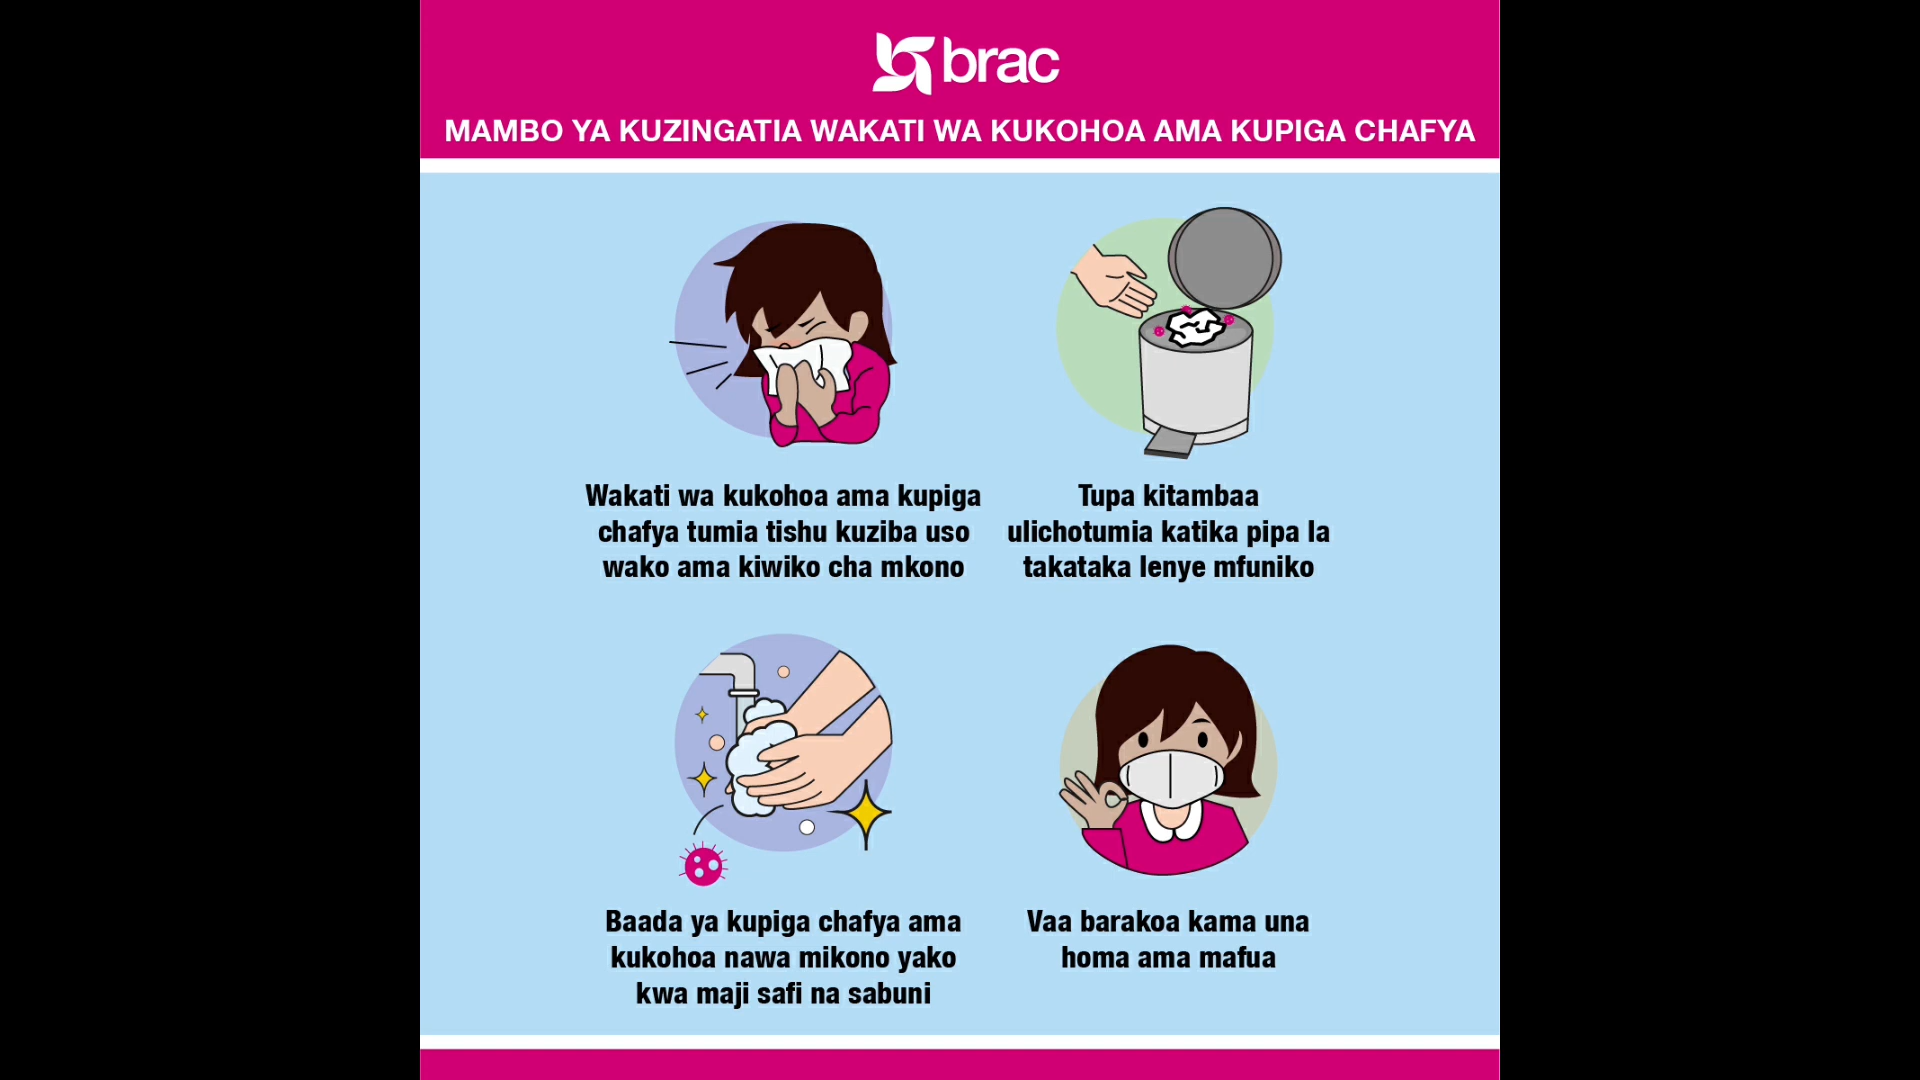 brac
MAMBO YA KUZINGATIA WAKATI WA KUKOHOA AMA KUPIGA CHAFYA
Wakati wa kukohoa ama kupiga
chafya tumia tishu kuziba uso
wako ama kiwiko cha mkono
Tupa kitambaa
ulichotumia katika pipa la
takataka lenye mfuniko
Baada ya kupiga chafya ama
kukohoa nawa mikono yako
kwa maji safi na sabuni
Vaa barakoa kama una
homa ama mafua